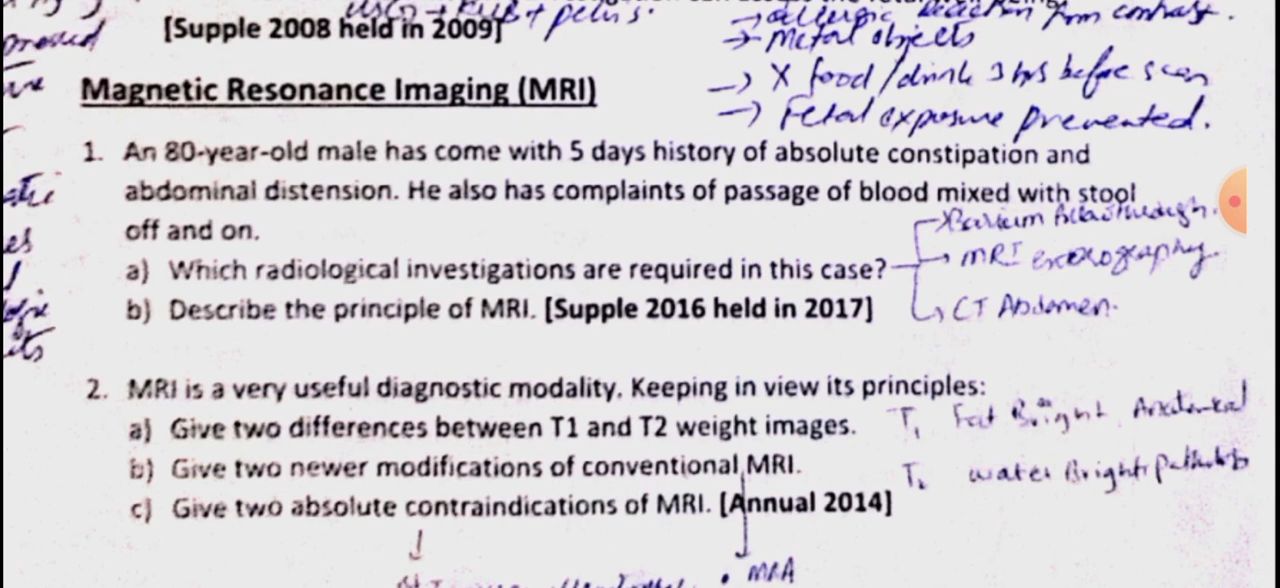 USG → KUB + pelvis.
→ allergic reaction from contrast.
proved
[Supple 2008 held in 2009]
→ Metal objects
→ X food/drink 3 hrs before scan
Magnetic Resonance Imaging (MRI)
→ Fetal exposure prevented.
1. An 80-year-old male has come with 5 days history of absolute constipation and
abdominal distension. He also has complaints of passage of blood mixed with stool
off and on.
Barium
a) Which radiological investigations are required in this case?
→ MRI
b) Describe the principle of MRI. [Supple 2016 held in 2017]
↳ CT Abdomen.
2. MRI is a very useful diagnostic modality. Keeping in view its principles:
a) Give two differences between T1 and T2 weight images.
T1 Fat Bright
b) Give two newer modifications of conventional MRI.
T2 water Bright
c) Give two absolute contraindications of MRI. [Annual 2014]
• MRA